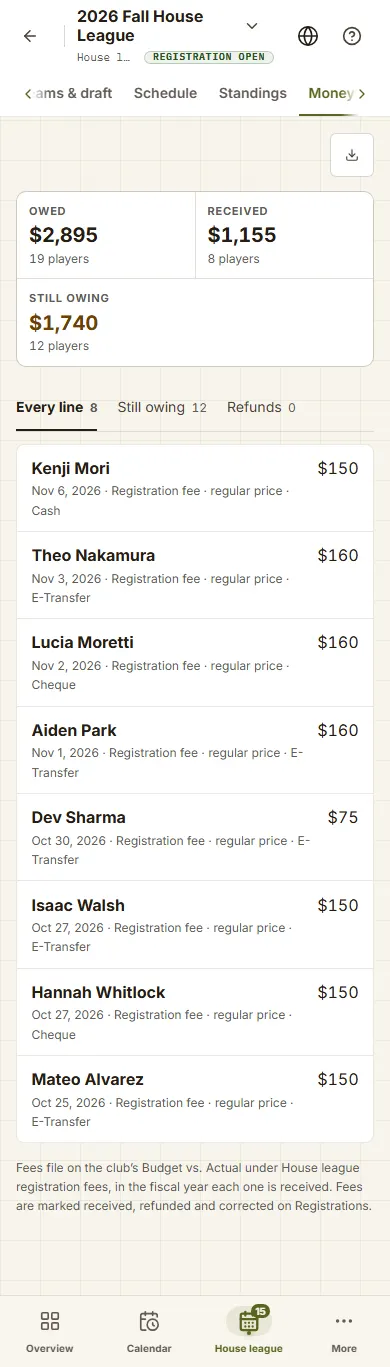 2026 Fall House
League
House l…
REGISTRATION OPEN
ams & draft
Schedule
Standings
Money
OWED
$2,895
19 players
RECEIVED
$1,155
8 players
STILL OWING
$1,740
12 players
Every line 8
Still owing 12
Refunds 0
Kenji Mori
$150
Nov 6, 2026 · Registration fee · regular price ·
Cash
Theo Nakamura
$160
Nov 3, 2026 · Registration fee · regular price ·
E-Transfer
Lucia Moretti
$160
Nov 2, 2026 · Registration fee · regular price ·
Cheque
Aiden Park
$160
Nov 1, 2026 · Registration fee · regular price · E-
Transfer
Dev Sharma
$75
Oct 30, 2026 · Registration fee · regular price · E-
Transfer
Isaac Walsh
$150
Oct 27, 2026 · Registration fee · regular price ·
E-Transfer
Hannah Whitlock
$150
Oct 27, 2026 · Registration fee · regular price ·
Cheque
Mateo Alvarez
$150
Oct 25, 2026 · Registration fee · regular price ·
E-Transfer
Fees file on the club's Budget vs. Actual under House league
registration fees, in the fiscal year each one is received. Fees
are marked received, refunded and corrected on Registrations.
15
Overview
Calendar
House league
More